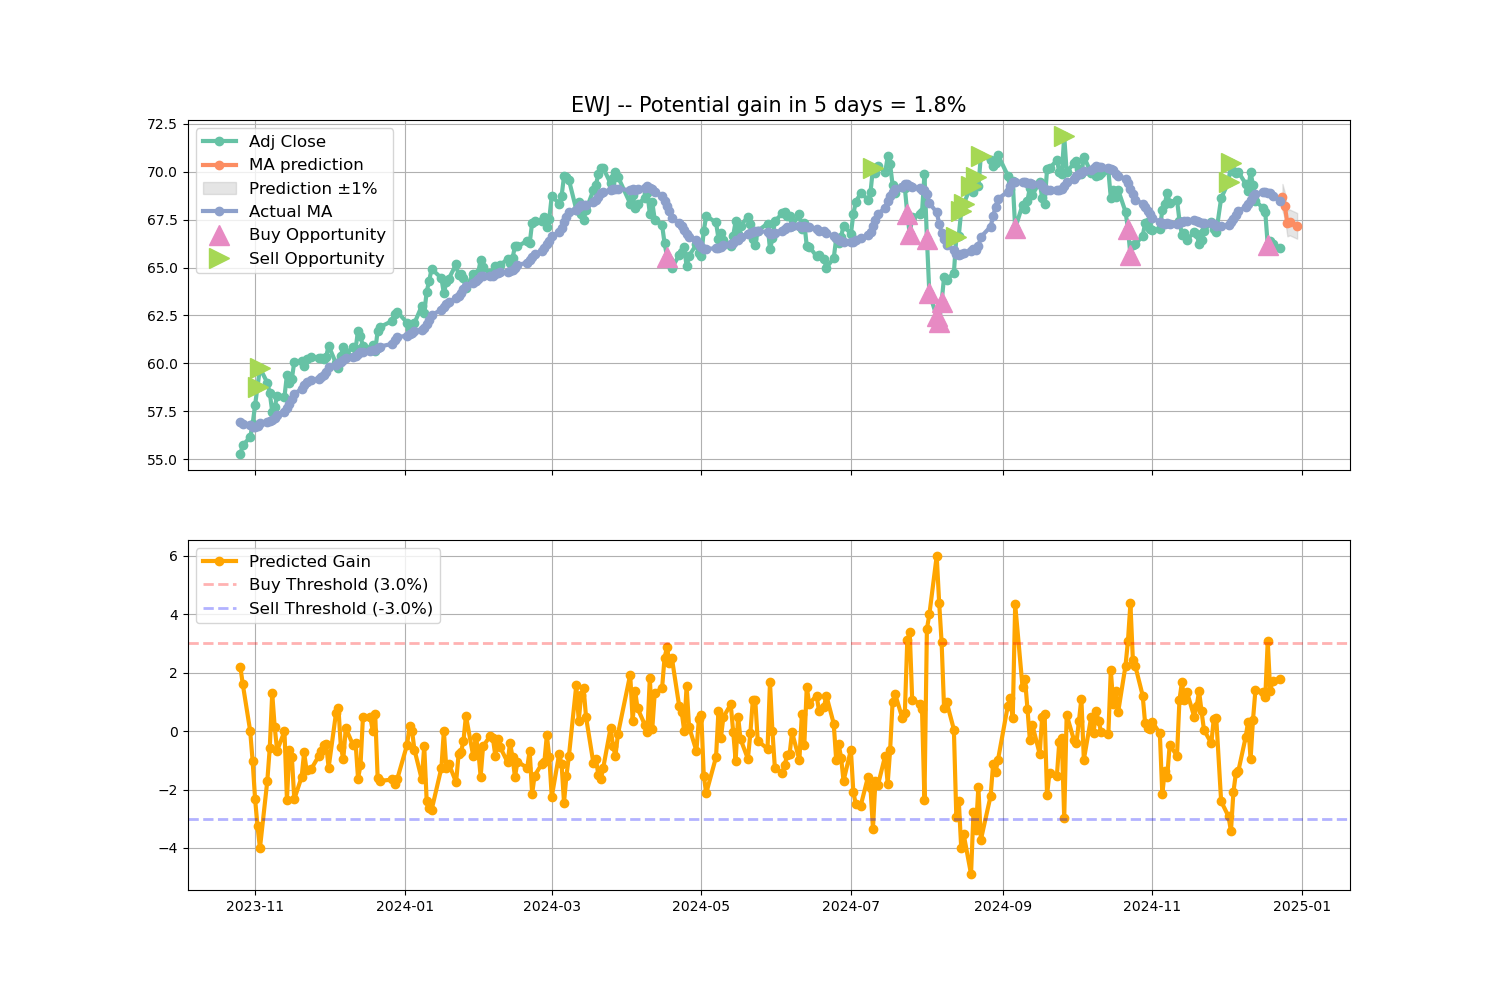 EWJ -- Potential gain in 5 days = 1.8%
72.5
70.0
67.5
65.0
62.5
60.0
57.5
55.0
Adj Close
MA prediction
Prediction ±1%
Actual MA
Buy Opportunity
Sell Opportunity
6
4
2
0
−2
−4
Predicted Gain
Buy Threshold (3.0%)
Sell Threshold (-3.0%)
2023-11
2024-01
2024-03
2024-05
2024-07
2024-09
2024-11
2025-01